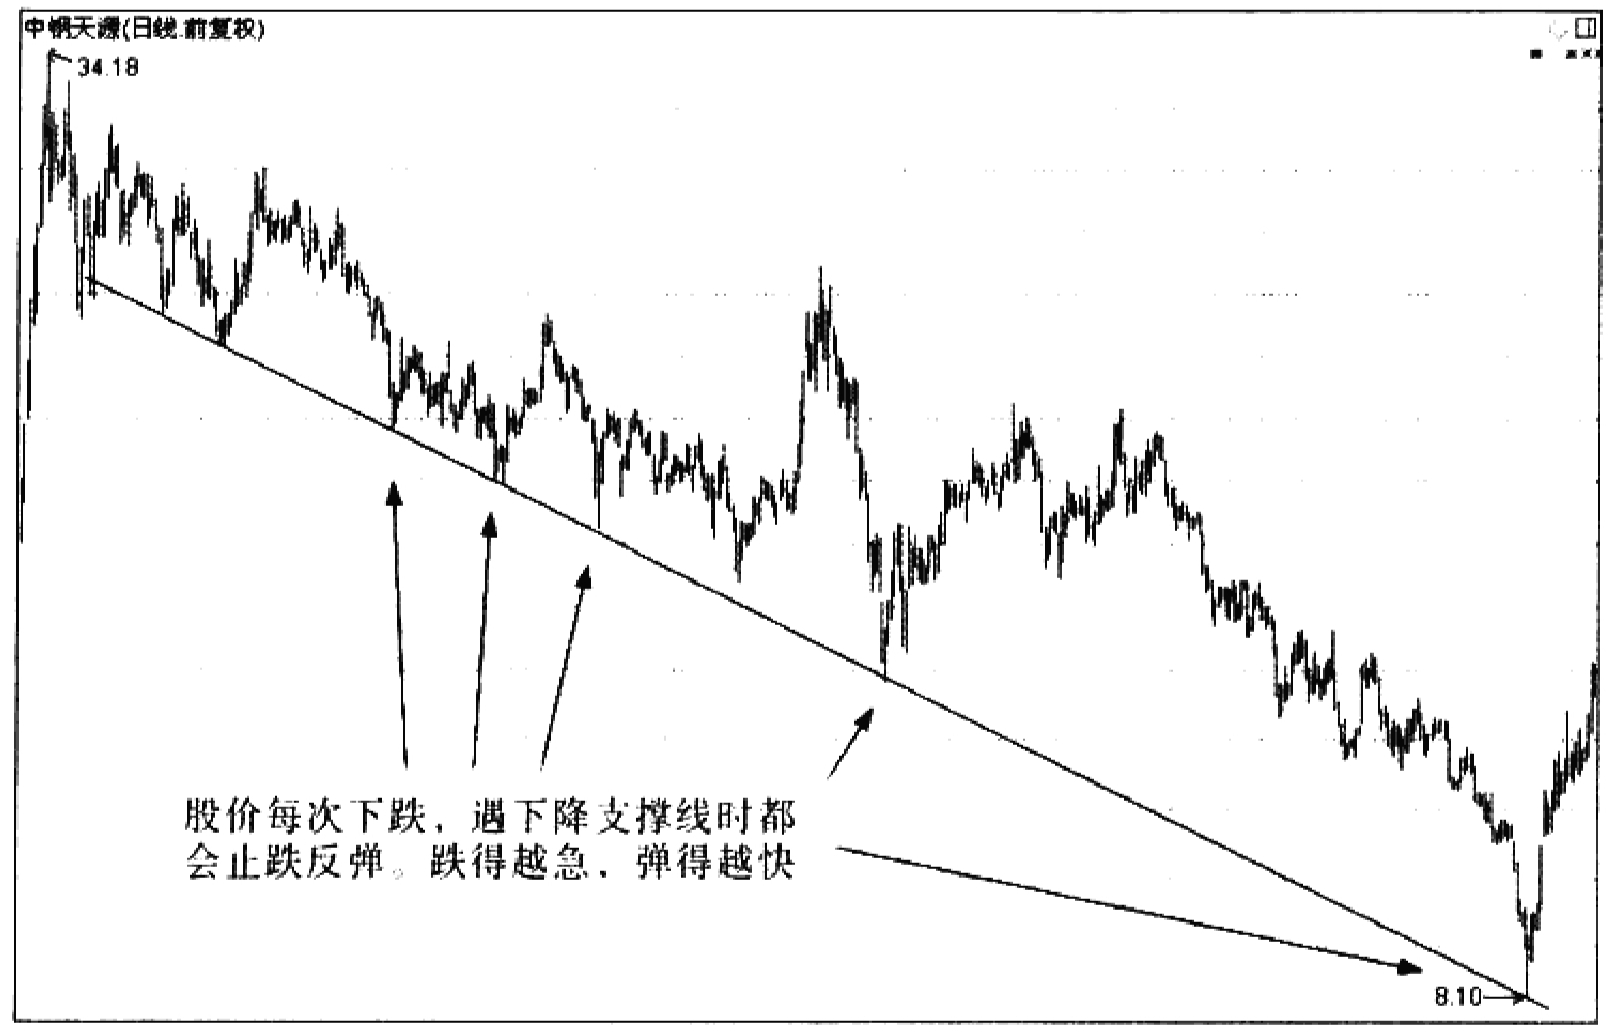 中钢天源(日线.前复权)
34.18
股价每次下跌，遇下降支撑线时都
会止跌反弹。跌得越急，弹得越快
8.10